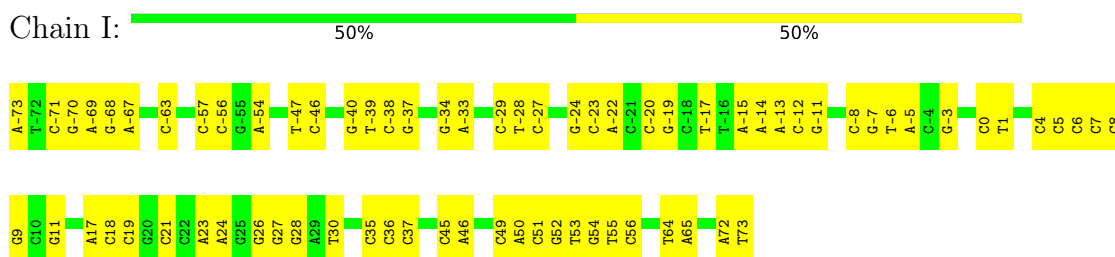 Chain I:
50% 50%
A-73 T-72 C-71 G-70 A-69 G-68 A-67 C-63 C-57 C-56 G-55 A-54 T-47 C-46 G-40 T-39 C-38 G-37 G-34 A-33 C-29 T-28 C-27 G-24 C-23 A-22 C-21 C-20 G-19 C-18 T-17 T-16 A-15 A-14 A-13 C-12 G-11 C-8 G-7 T-6 A-5 C-4 G-3 C0 T1 C4 C5 C6 C7
G9 C10 G11 A17 C18 C19 G20 C21 C22 A23 A24 G25 G26 G27 G28 A29 T30 C35 C36 C37 C45 A46 C49 A50 C51 G52 T53 G54 T55 C56 T64 A65 A72 T73